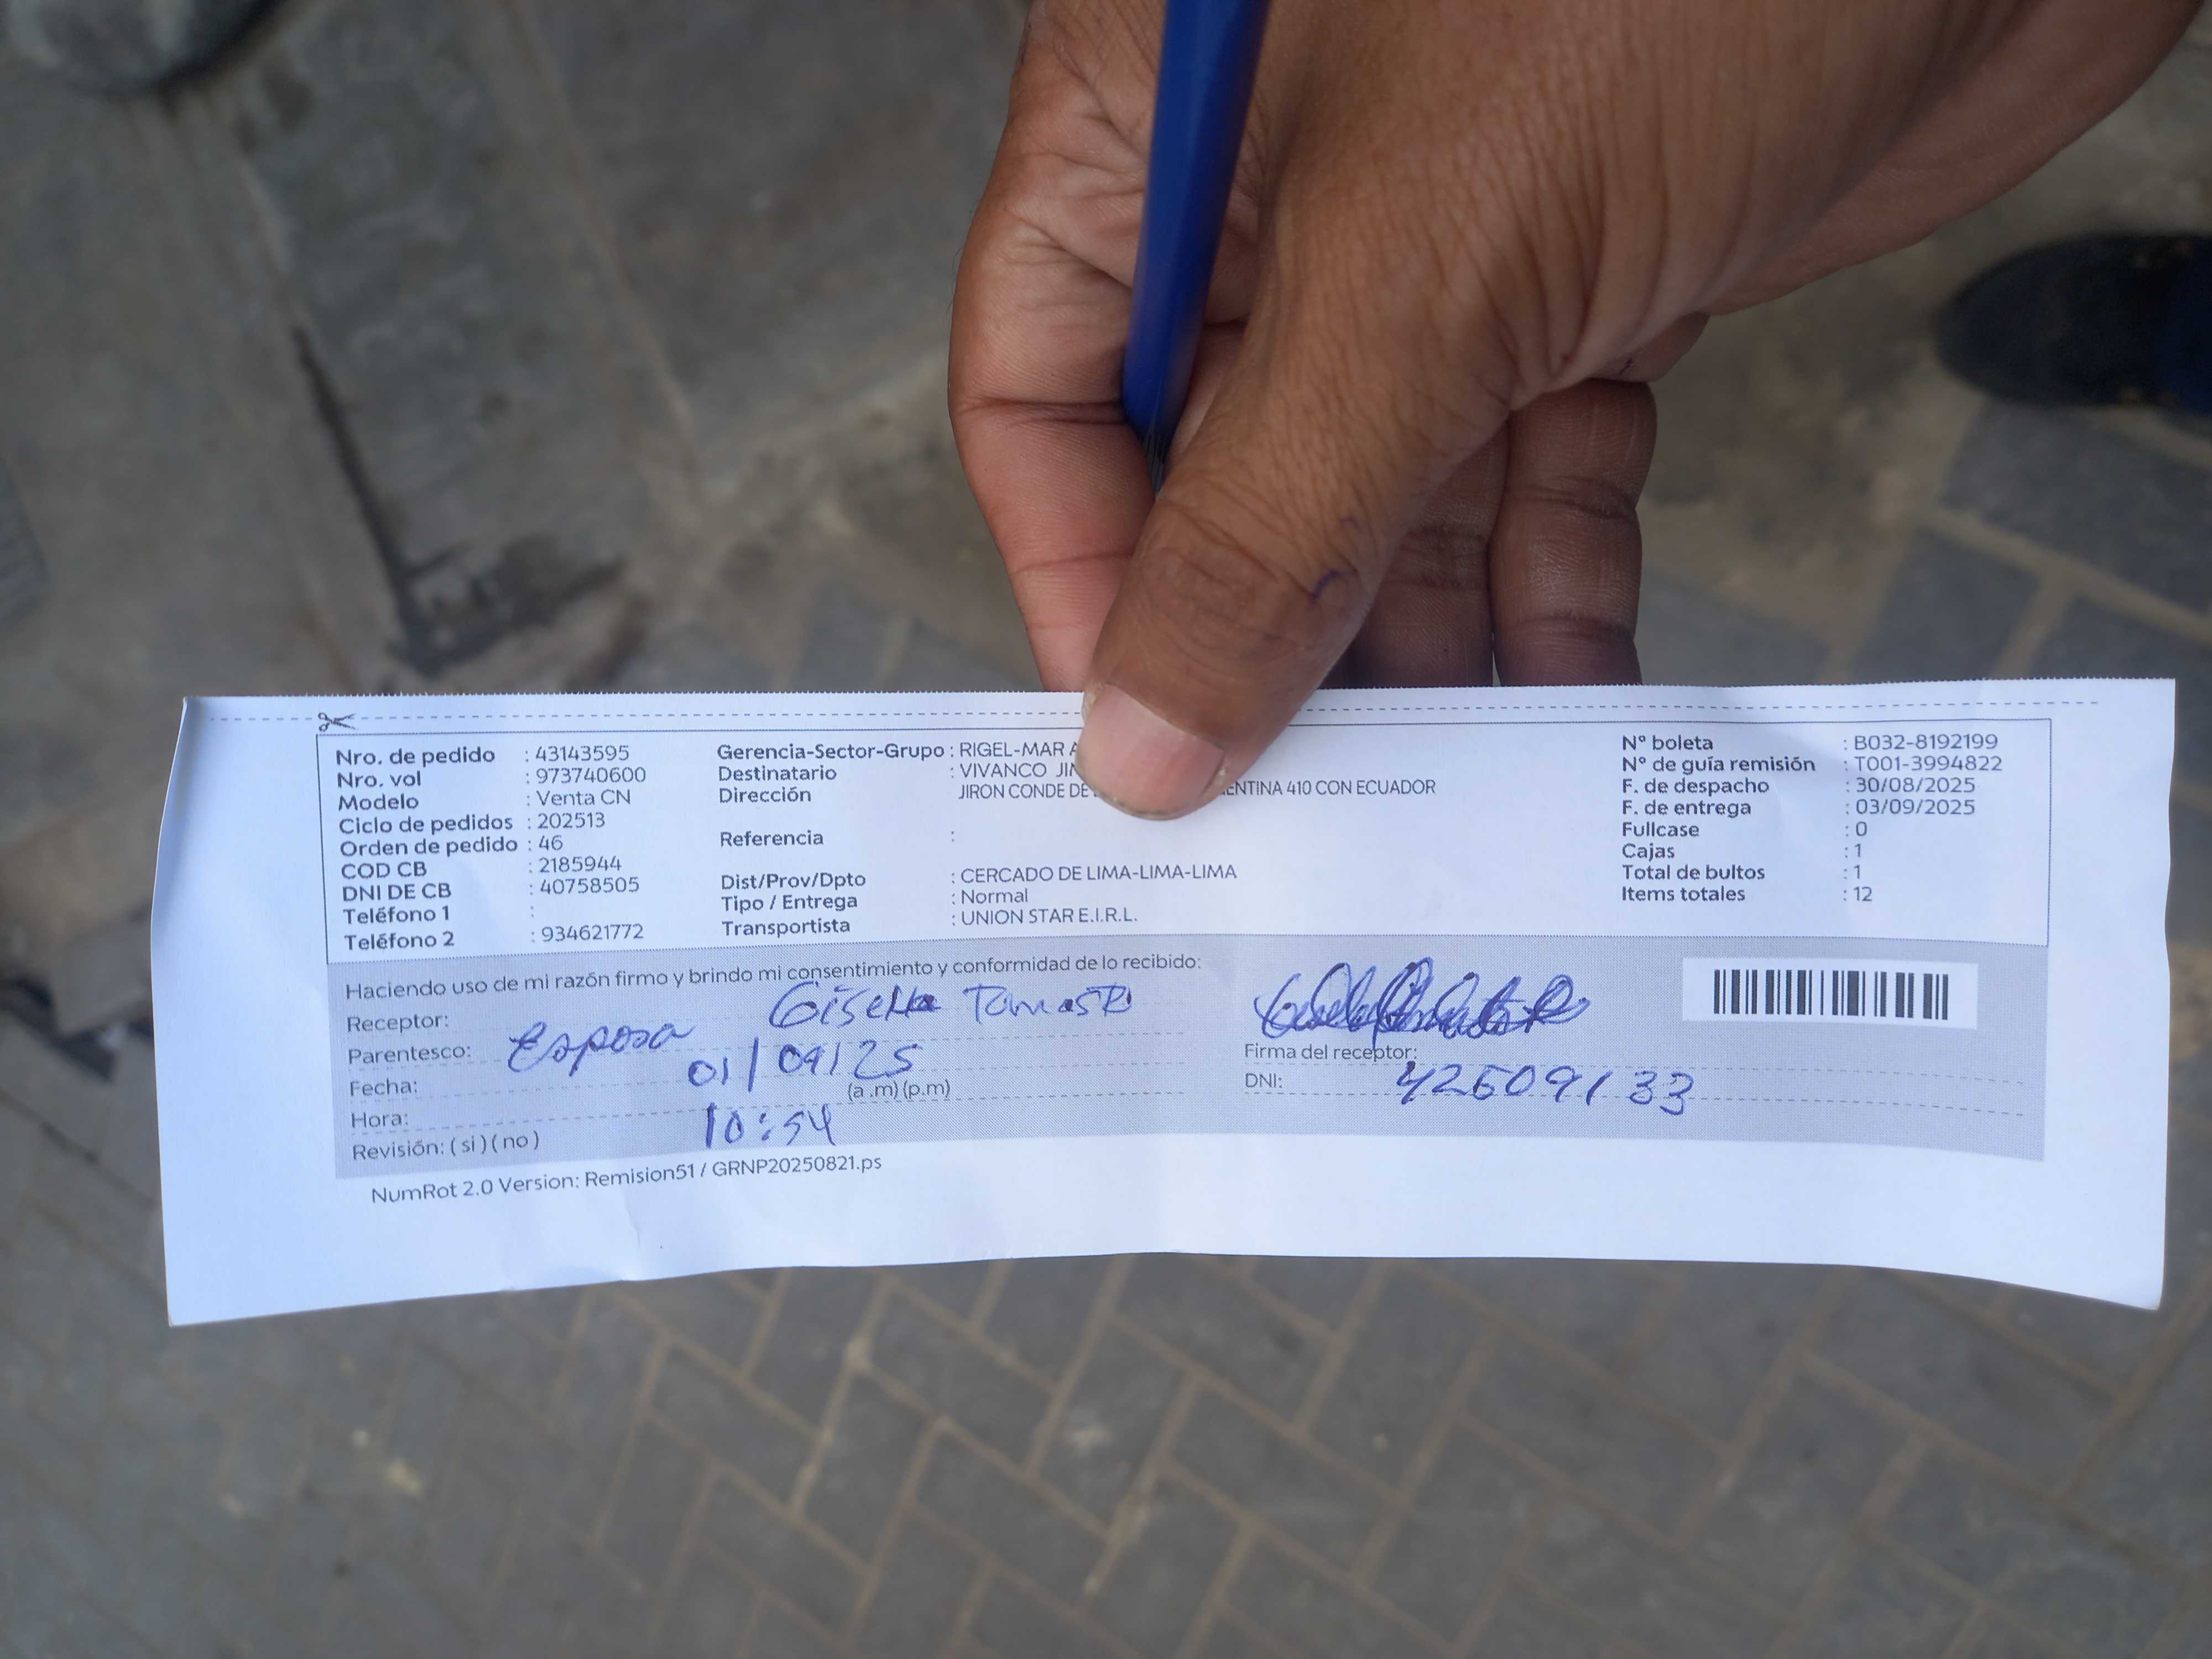 Nro. de pedido : 43143595
Nro. vol : 973740600
Modelo : Venta CN
Ciclo de pedidos : 202513
Orden de pedido : 46
COD CB : 2185944
DNI DE CB : 40758505
Teléfono 1 :
Teléfono 2 : 934621772
Gerencia-Sector-Grupo : RIGEL-MAR
Destinatario : VIVANCO
Dirección JIRON CONDE DE 410 CON ECUADOR
Referencia :
Dist/Prov/Dpto : CERCADO DE LIMA-LIMA-LIMA
Tipo / Entrega : Normal
Transportista : UNION STAR E.I.R.L.
Nº boleta : B032-8192199
Nº de guía remisión : T001-3994822
F. de despacho : 30/08/2025
F. de entrega : 03/09/2025
Fullcase : 0
Cajas : 1
Total de bultos : 1
Items totales : 12
Haciendo uso de mi razón firmo y brindo mi consentimiento y conformidad de lo recibido:
Receptor: Gisella
Parentesco: Esposa
Fecha: 01/09/25
(a .m) (p.m)
Hora: 10:54
Revisión: ( si ) ( no )
Firma del receptor:
DNI: 42609133
NumRot 2.0 Version: Remision51 / GRNP20250821.ps